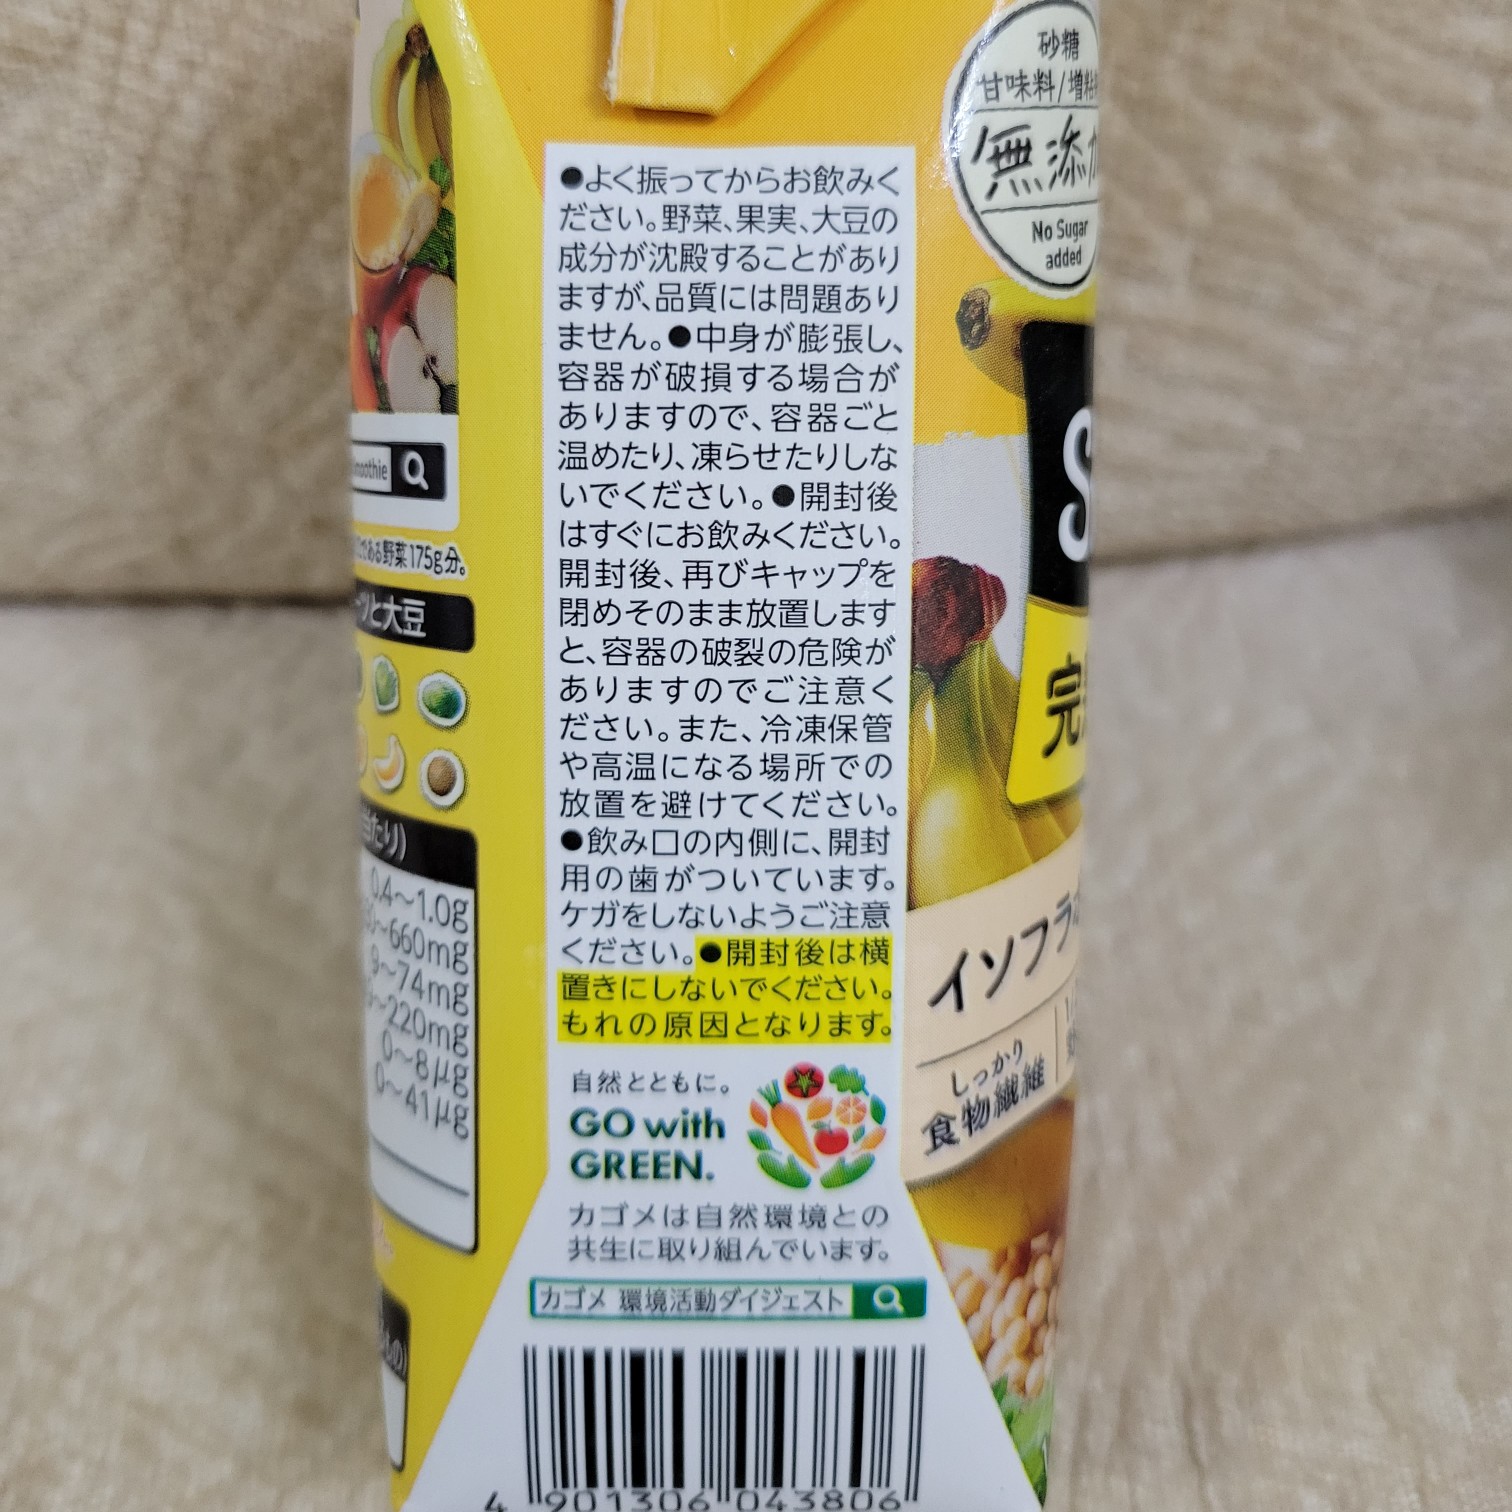 砂糖
甘味料/増粘
無添
No Sugar
added
●よく振ってからお飲みく
ださい。野菜、果実、大豆の
成分が沈殿することがあり
ますが、品質には問題あり
ません。●中身が膨張し、
容器が破損する場合が
ありますので、容器ごと
温めたり、凍らせたりしな
いでください。●開封後
はすぐにお飲みください。
開封後、再びキャップを
閉めそのまま放置します
と、容器の破裂の危険が
ありますのでご注意く
ださい。また、冷凍保管
や高温になる場所での
放置を避けてください。
●飲み口の内側に、開封
用の歯がついています。
ケガをしないようご注意
ください。●開封後は横
置きにしないでください。
もれの原因となります。
自然とともに。
GO with
GREEN.
カゴメは自然環境との
共生に取り組んでいます。
カゴメ 環境活動ダイジェスト
4 901306 043806
moothie
ある野菜175g分。
ツと大豆
たり)
0.4〜1.0g
〜660mg
〜74mg
〜220mg
0〜8μg
0〜41μg
もの)
S
完
イソフラ
しっかり
食物繊維